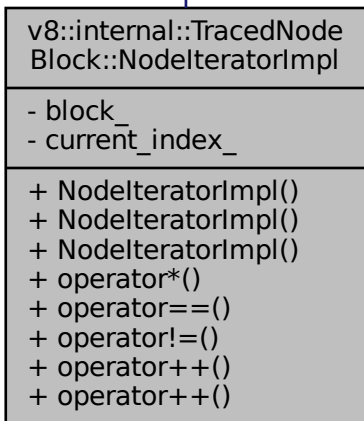 v8::internal::TracedNode
Block::NodeIteratorImpl
- block_
- current_index_
+ NodeIteratorImpl()
+ NodeIteratorImpl()
+ NodeIteratorImpl()
+ operator*()
+ operator==()
+ operator!=()
+ operator++()
+ operator++()